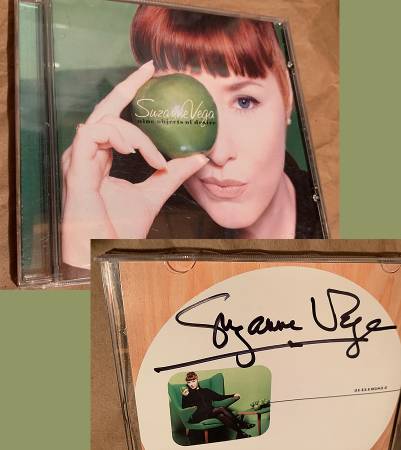 Suzanne Vega
nine objects of desire
Suzanne Vega